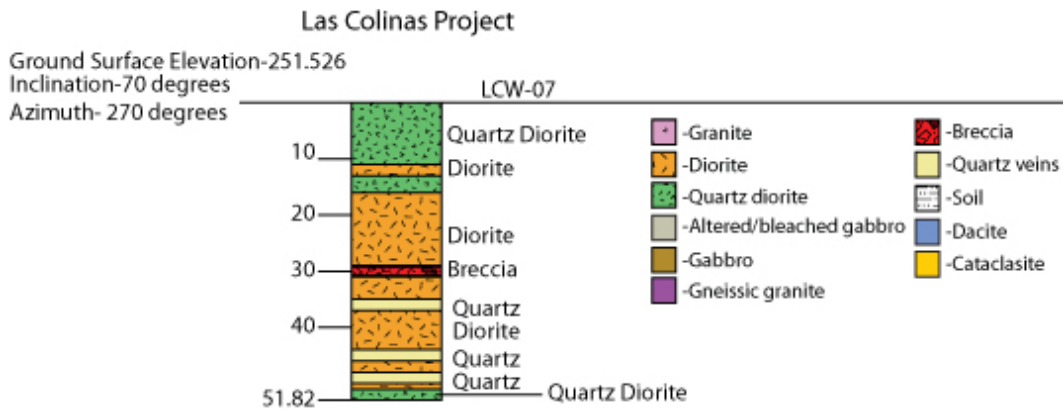 Las Colinas Project
Ground Surface Elevation-251.526
Inclination-70 degrees
Azimuth- 270 degrees
LCW-07
Quartz Diorite
10
Diorite
20
Diorite
30
Breccia
Quartz
40
Diorite
Quartz
Quartz
51.82
Quartz Diorite
-Granite
-Diorite
-Quartz diorite
-Altered/bleached gabbro
-Gabbro
-Gneissic granite
-Breccia
-Quartz veins
-Soil
-Dacite
-Cataclasite